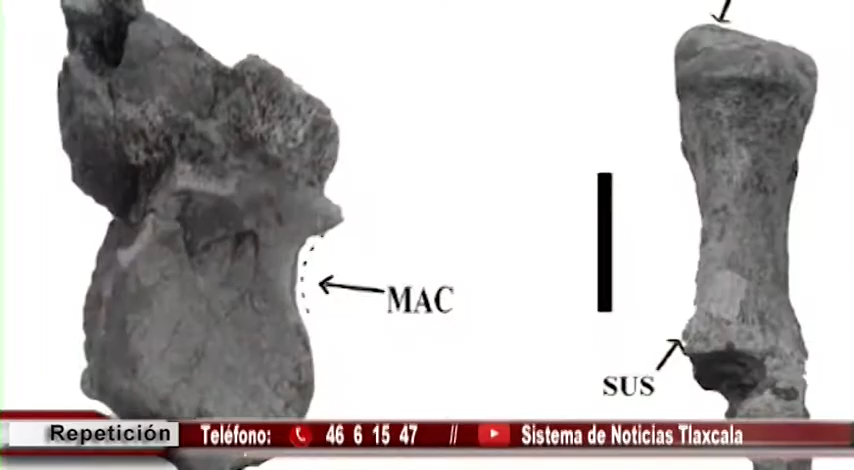 MAC
SUS
Repetición
Teléfono: 46 6 15 47 // Sistema de Noticias Tlaxcala